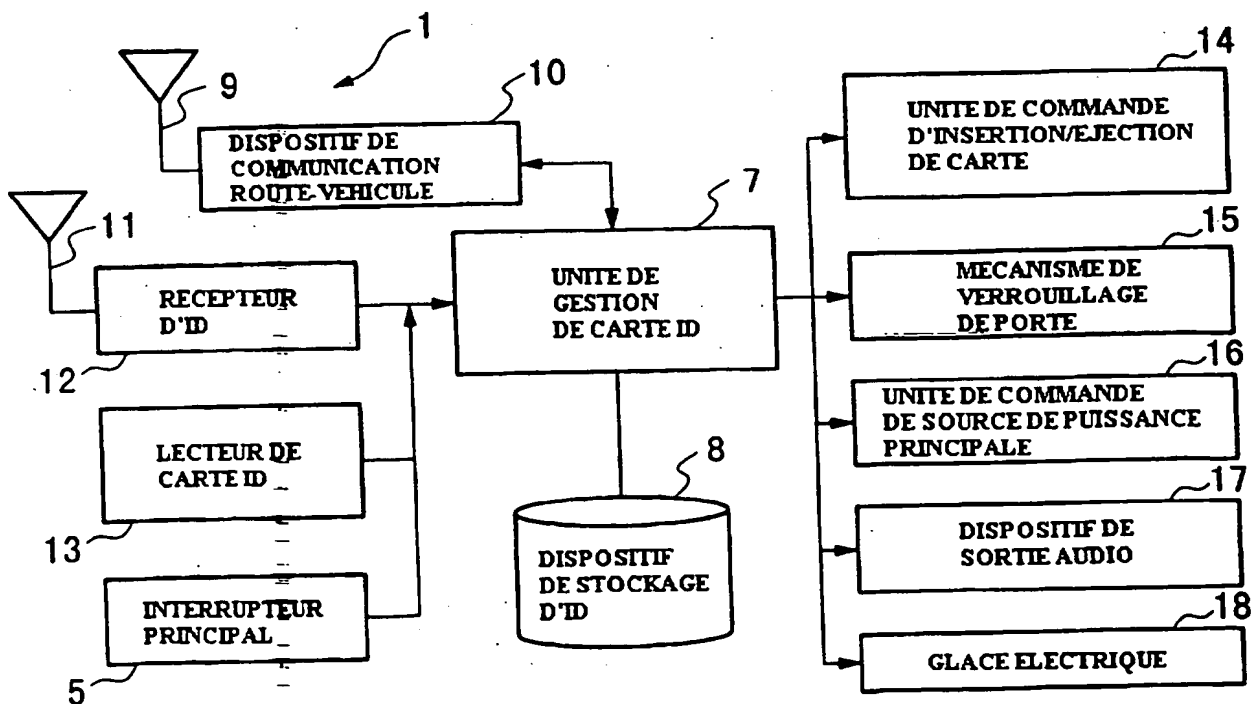 1
9
10
DISPOSITIF DE
COMMUNICATION
ROUTE-VEHICULE
11
RECEPTEUR
D'ID
12
LECTEUR DE
CARTE ID
13
INTERRUPTEUR
PRINCIPAL
5
7
UNITE DE
GESTION
DE CARTE ID
8
DISPOSITIF
DE STOCKAGE
D'ID
14
UNITE DE COMMANDE
D'INSERTION/EJECTION
DE CARTE
15
MECANISME DE
VERROUILLAGE
DE PORTE
16
UNITE DE COMMANDE
DE SOURCE DE PUISSANCE
PRINCIPALE
17
DISPOSITIF DE
SORTIE AUDIO
18
GLACE ELECTRIQUE